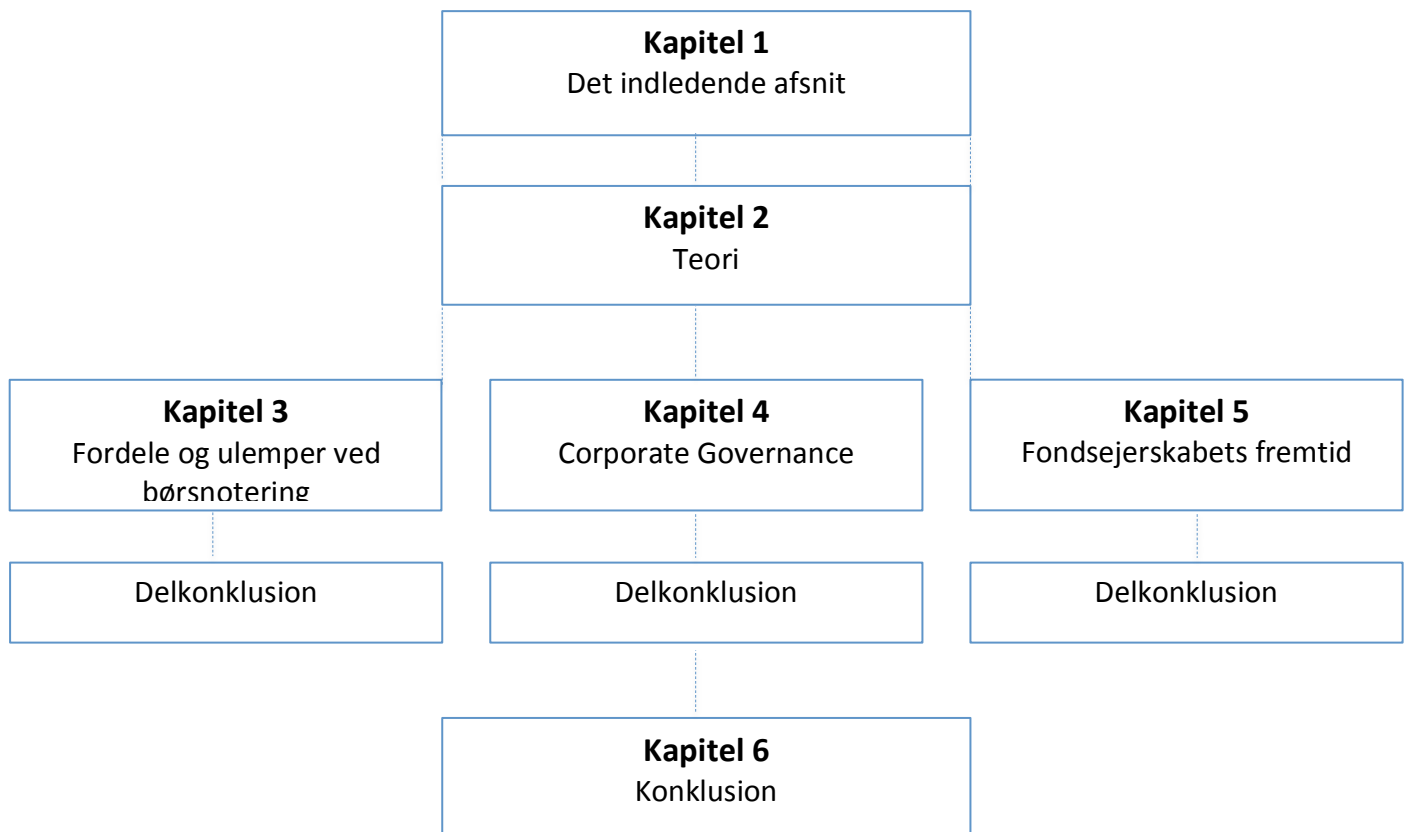 Kapitel 1
Det indledende afsnit
Kapitel 2
Teori
Kapitel 3
Fordele og ulemper ved
børsnotering
Kapitel 4
Corporate Governance
Kapitel 5
Fondsejerskabets fremtid
Delkonklusion
Delkonklusion
Delkonklusion
Kapitel 6
Konklusion